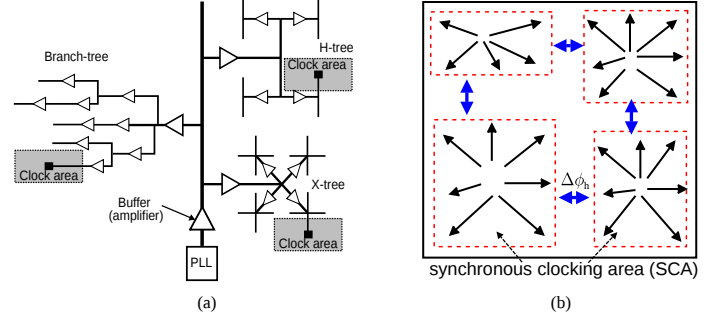 Branch-tree
H-tree
Clock area
Clock area
X-tree
Buffer
(amplifier)
Clock area
PLL
(a)
Δϕh
synchronous clocking area (SCA)
(b)